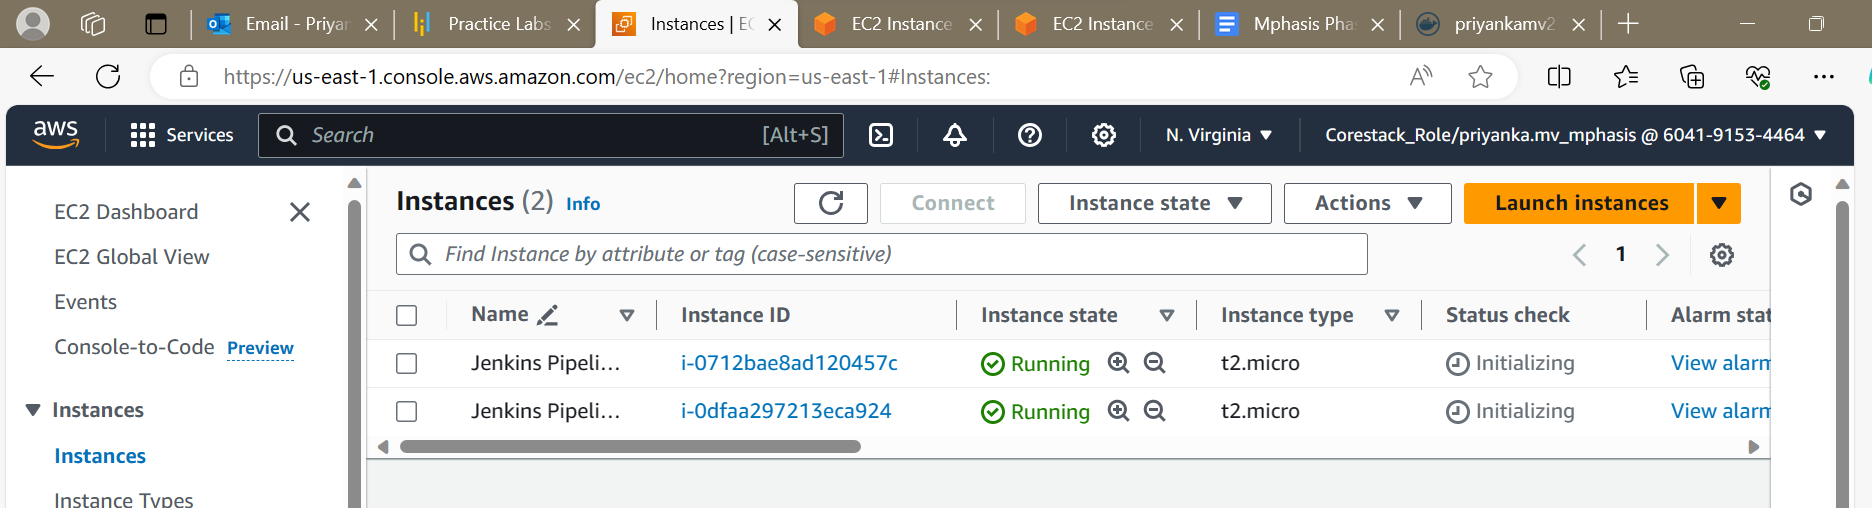 Email - Priyar
Practice Labs
Instances | EC
EC2 Instance
EC2 Instance
Mphasis Pha
priyankamv2
https://us-east-1.console.aws.amazon.com/ec2/home?region=us-east-1#Instances:
aws
Services
Search
[Alt+S]
N. Virginia
Corestack_Role/priyanka.mv_mphasis @ 6041-9153-4464
EC2 Dashboard
EC2 Global View
Events
Console-to-Code Preview
Instances
Instances
Instance Types
Instances (2) Info
Connect
Instance state
Actions
Launch instances
Find Instance by attribute or tag (case-sensitive)
1
Name Instance ID Instance state Instance type Status check Alarm stat
Jenkins Pipeli... i-0712bae8ad120457c Running t2.micro Initializing View alarm
Jenkins Pipeli... i-0dfaa297213eca924 Running t2.micro Initializing View alarm